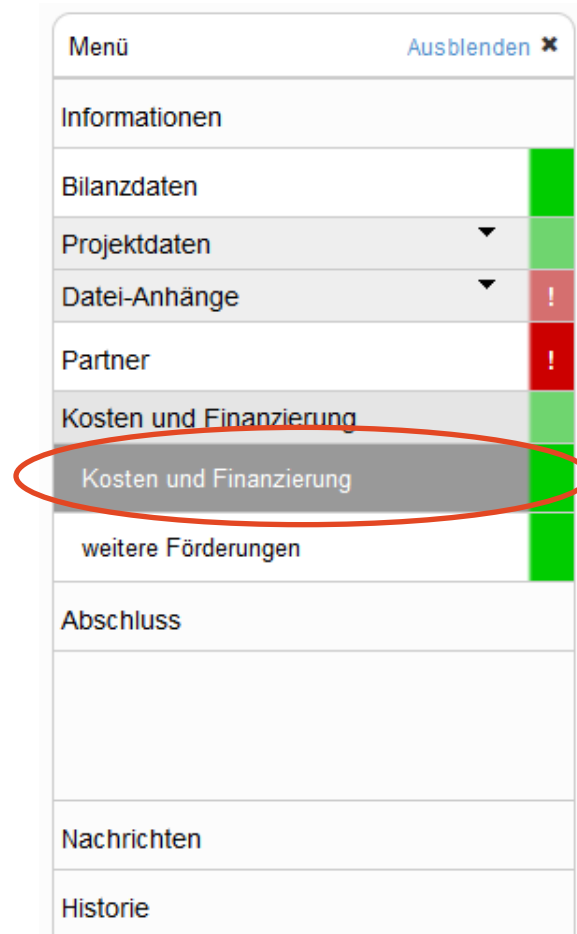 Menü Ausblenden ✖
Informationen
Bilanzdaten
Projektdaten
Datei-Anhänge !
Partner !
Kosten und Finanzierung
Kosten und Finanzierung
weitere Förderungen
Abschluss
Nachrichten
Historie